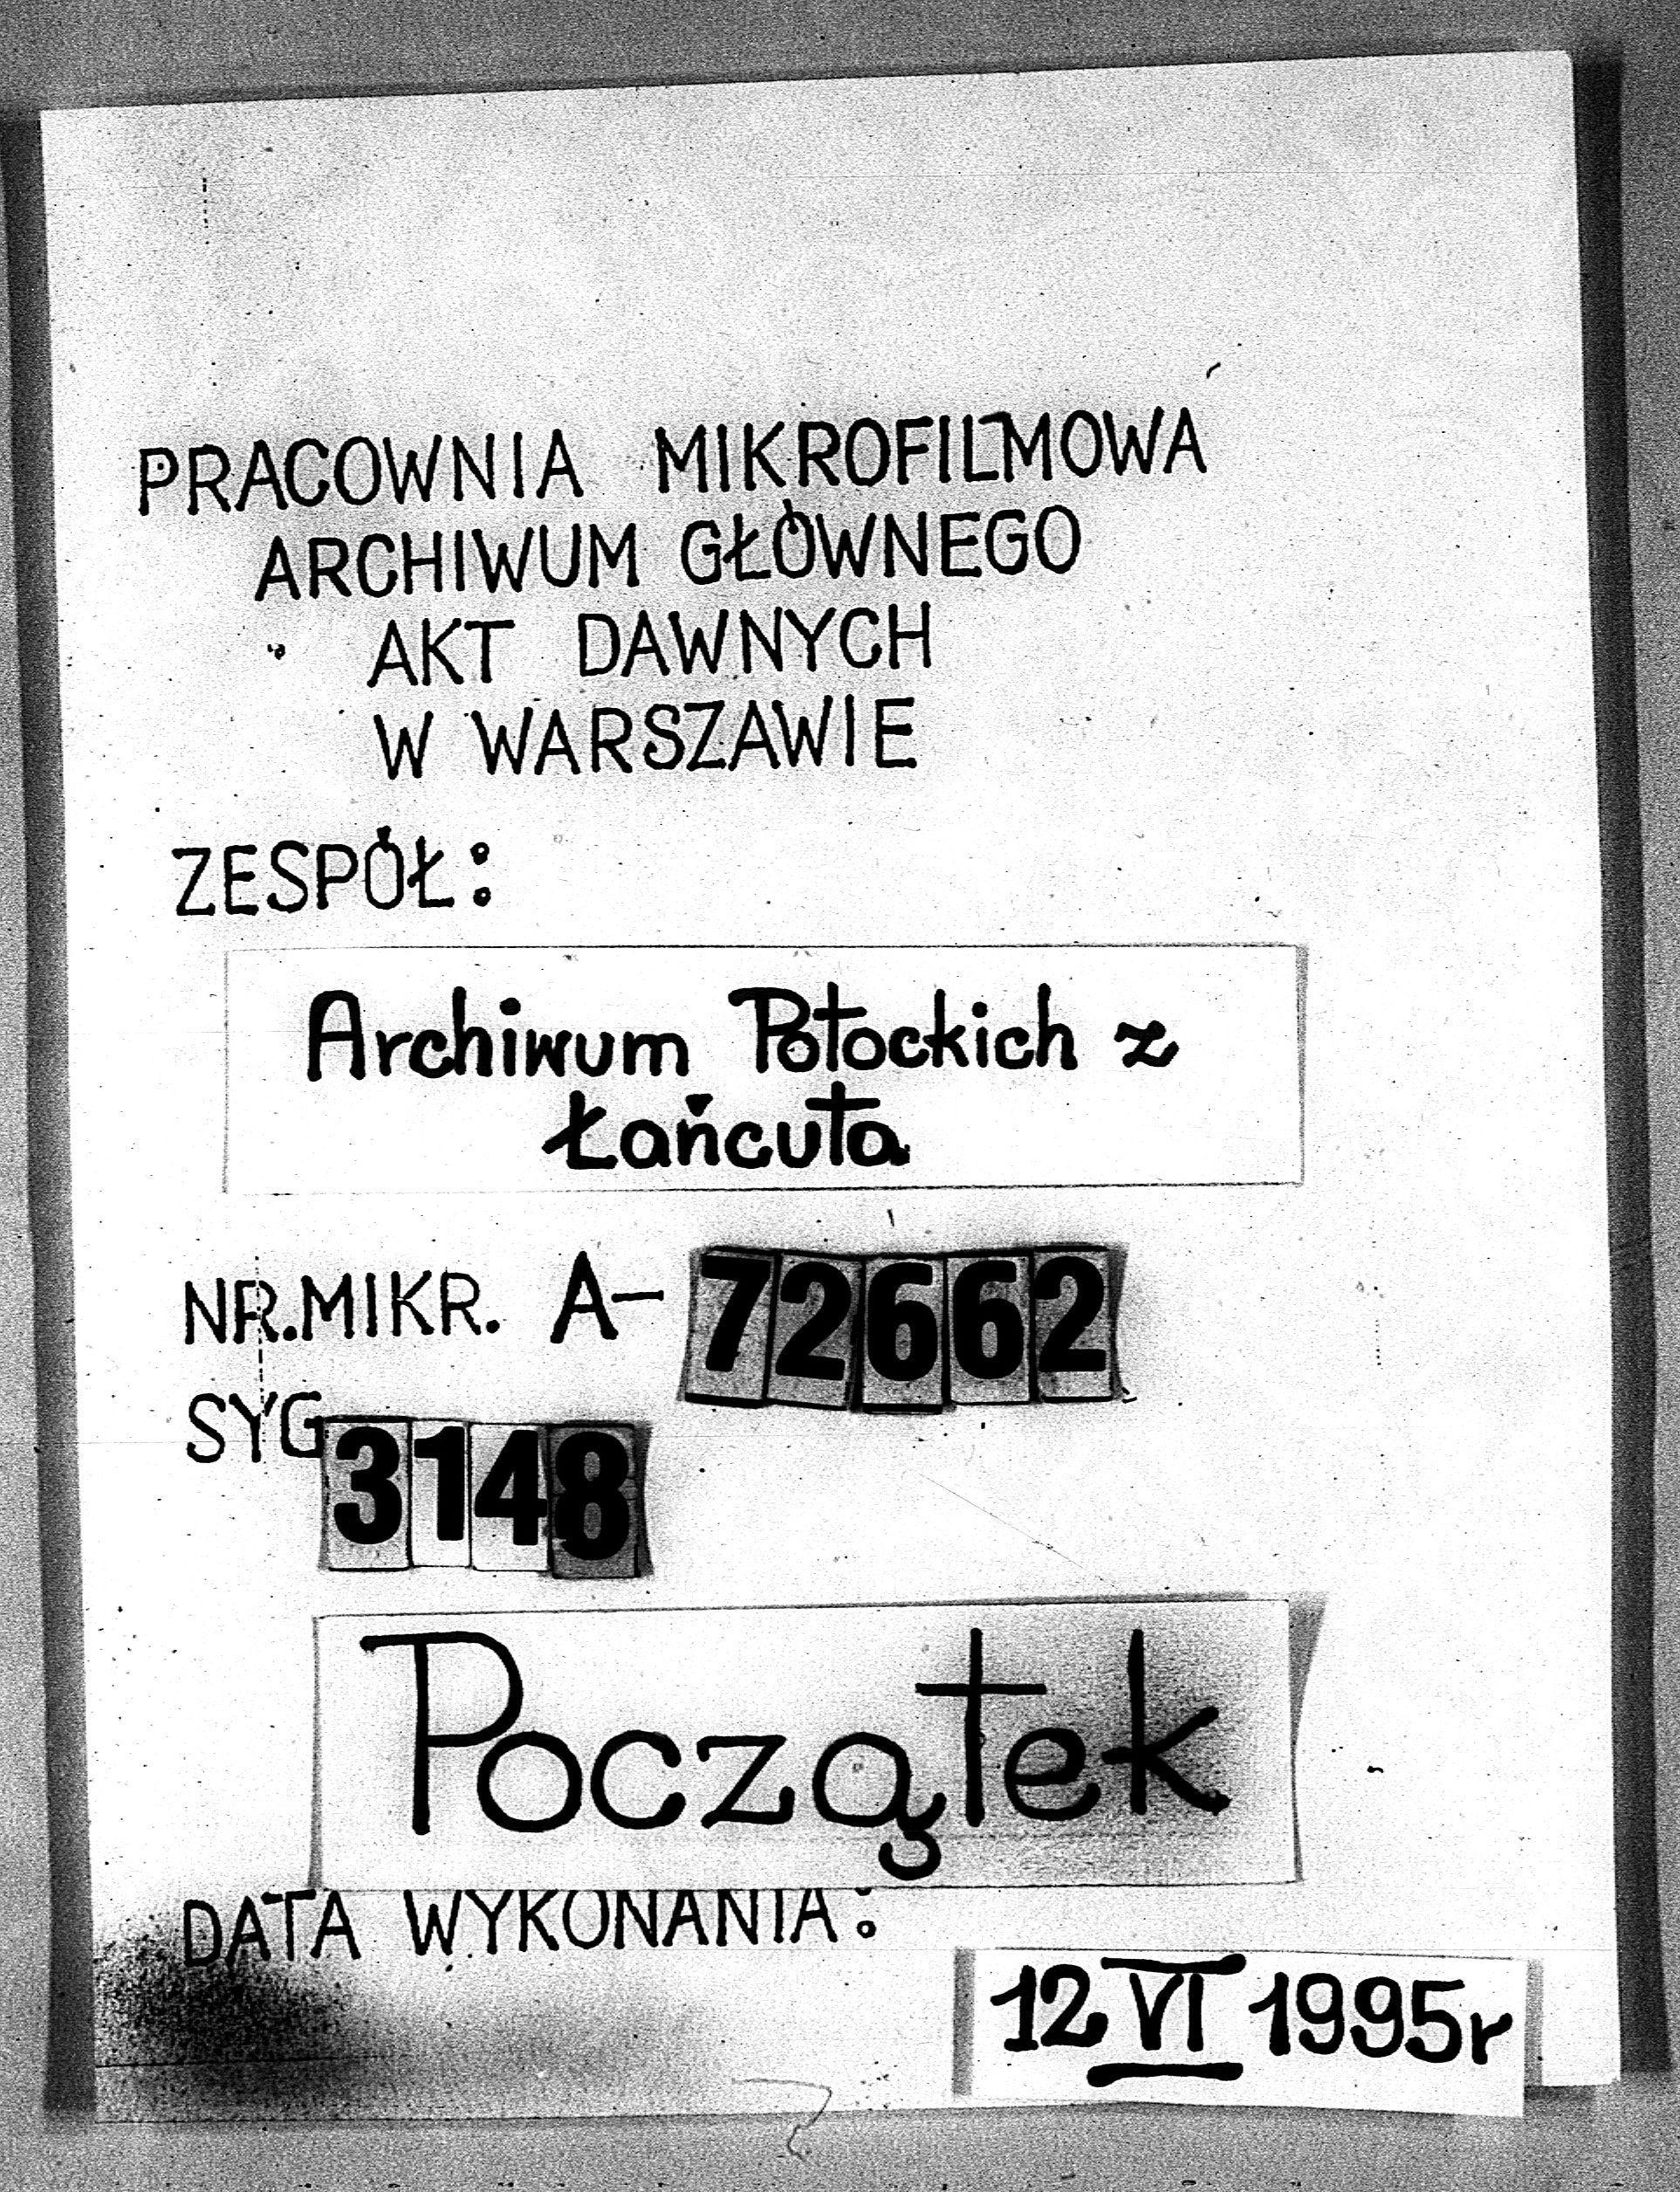 PRACOWNIA MIKROFILMOWA
ARCHIWUM GŁÓWNEGO
AKT DAWNYCH
W WARSZAWIE
ZESPÓŁ:
Archiwum Potockich z
Łańcuta
NR.MIKR. A-72662
SYG 3148
Początek
DATA WYKONANIA:
12 VI 1995r